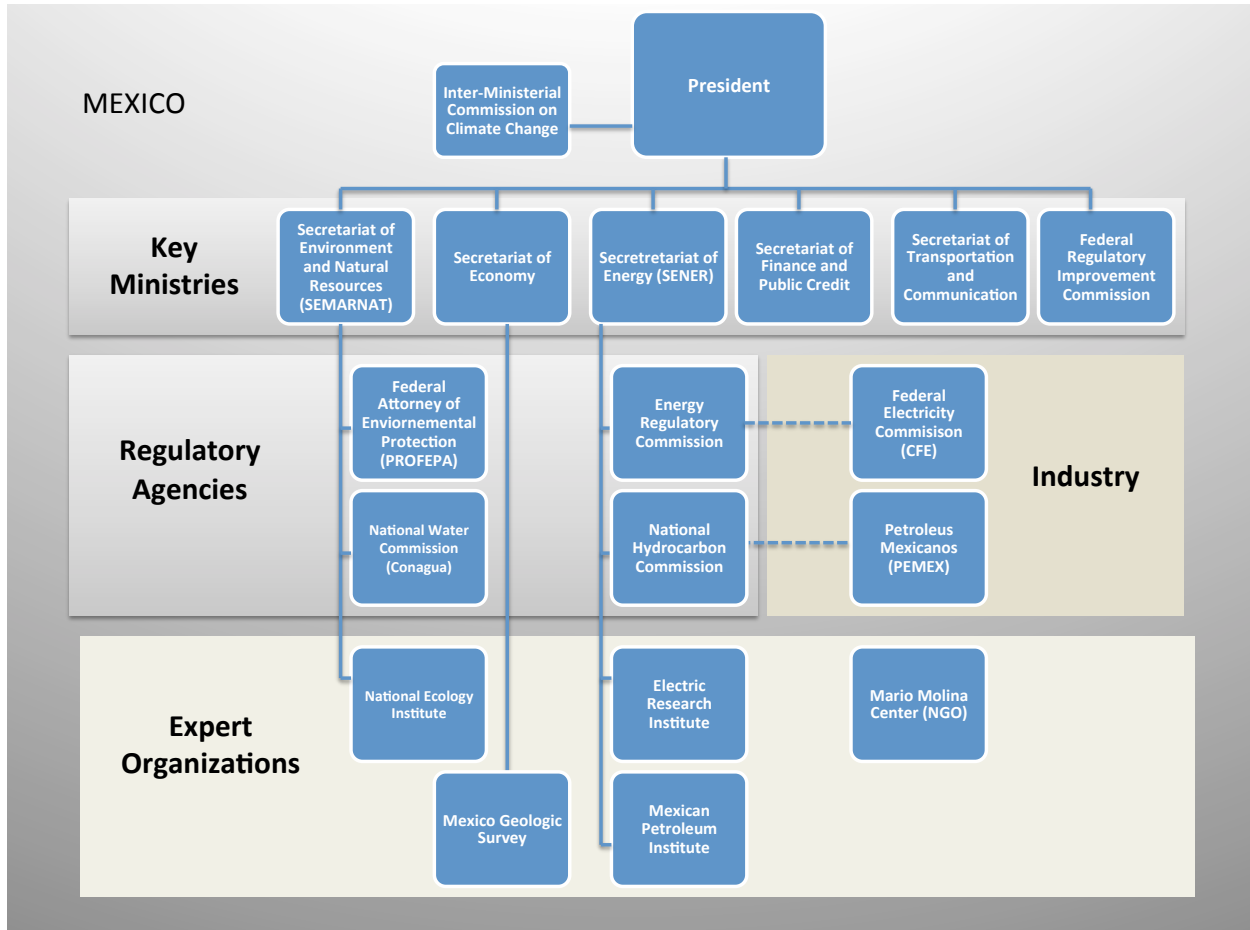 MEXICO
Inter-Ministerial
Commission on
Climate Change
President
Key
Ministries
Secretariat of
Environment
and Natural
Resources
(SEMARNAT)
Secretariat of
Economy
Secretretariat of
Energy (SENER)
Secretariat of
Finance and
Public Credit
Secretariat of
Transportation
and
Communication
Federal
Regulatory
Improvement
Commission
Regulatory
Agencies
Federal
Attorney of
Enviornemental
Protection
(PROFEPA)
Energy
Regulatory
Commission
Federal
Electricity
Commisison
(CFE)
Industry
National Water
Commission
(Conagua)
National
Hydrocarbon
Commission
Petroleus
Mexicanos
(PEMEX)
Expert
Organizations
National Ecology
Institute
Electric
Research
Institute
Mario Molina
Center (NGO)
Mexico Geologic
Survey
Mexican
Petroleum
Institute